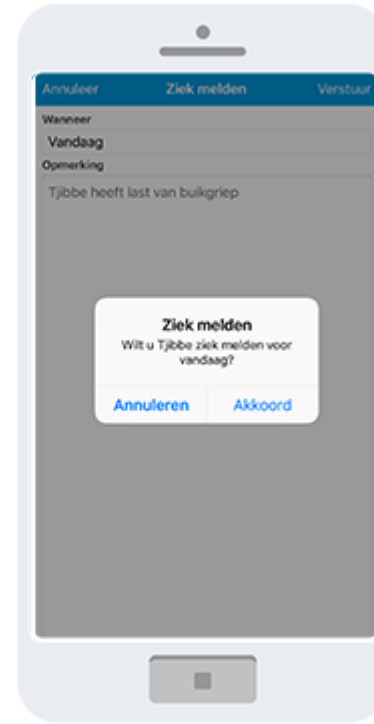 Annuleer Ziek melden Verstuur
Wanneer
Vandaag
Opmerking
Tjibbe heeft last van buikgriep
Ziek melden
Wilt u Tjibbe ziek melden voor
vandaag?
Annuleren Akkoord